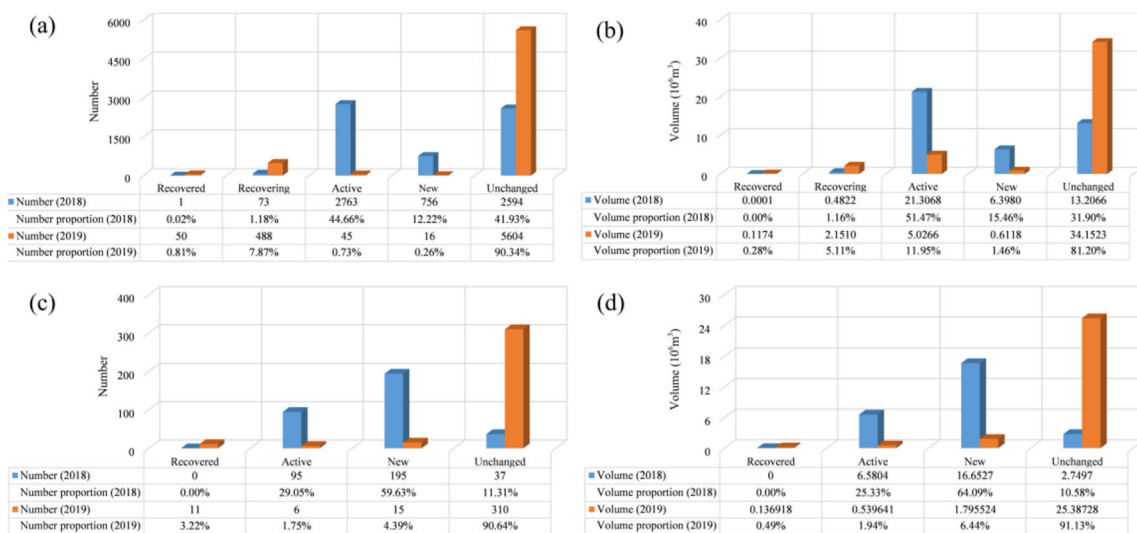 (a)
6000
4500
3000
1500
0
Number
Recovered Recovering Active New Unchanged
Number (2018) 1 73 2763 756 2594
Number proportion (2018) 0.02% 1.18% 44.66% 12.22% 41.93%
Number (2019) 50 488 45 16 5604
Number proportion (2019) 0.81% 7.87% 0.73% 0.26% 90.34%
(b)
40
30
20
10
0
Volume (10⁶m³)
Recovered Recovering Active New Unchanged
Volume (2018) 0.0001 0.4822 21.3068 6.3980 13.2066
Volume proportion (2018) 0.00% 1.16% 51.47% 15.46% 31.90%
Volume (2019) 0.1174 2.1510 5.0266 0.6118 34.1523
Volume proportion (2019) 0.28% 5.11% 11.95% 1.46% 81.20%
(c)
400
300
200
100
0
Number
Recovered Active New Unchanged
Number (2018) 0 95 195 37
Number proportion (2018) 0.00% 29.05% 59.63% 11.31%
Number (2019) 11 6 15 310
Number proportion (2019) 3.22% 1.75% 4.39% 90.64%
(d)
30
24
18
12
6
0
Volume (10⁶m³)
Recovered Active New Unchanged
Volume (2018) 0 6.5804 16.6527 2.7497
Volume proportion (2018) 0.00% 25.33% 64.09% 10.58%
Volume (2019) 0.136918 0.539641 1.795524 25.38728
Volume proportion (2019) 0.49% 1.94% 6.44% 91.13%